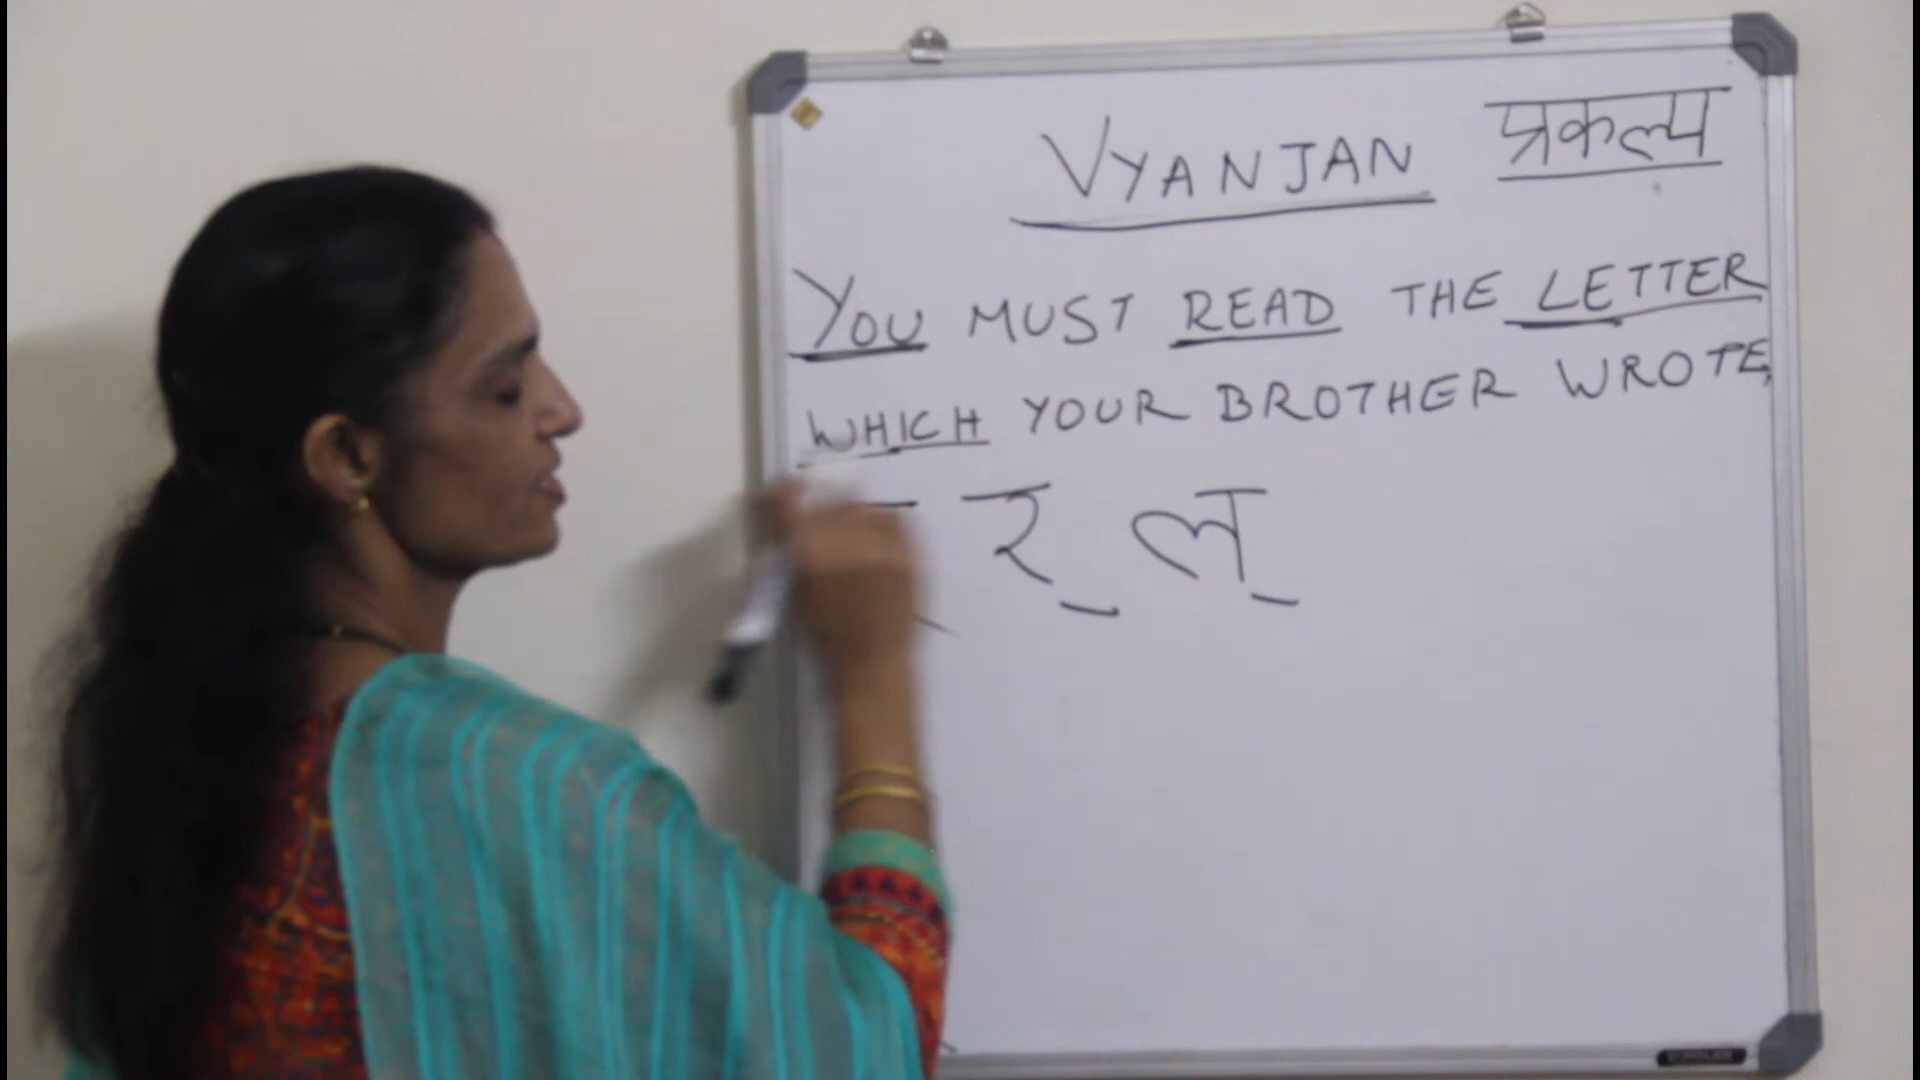 VYANJAN प्रकल्प
YOU MUST READ THE LETTER
WHICH YOUR BROTHER WROTE,
र् ल्